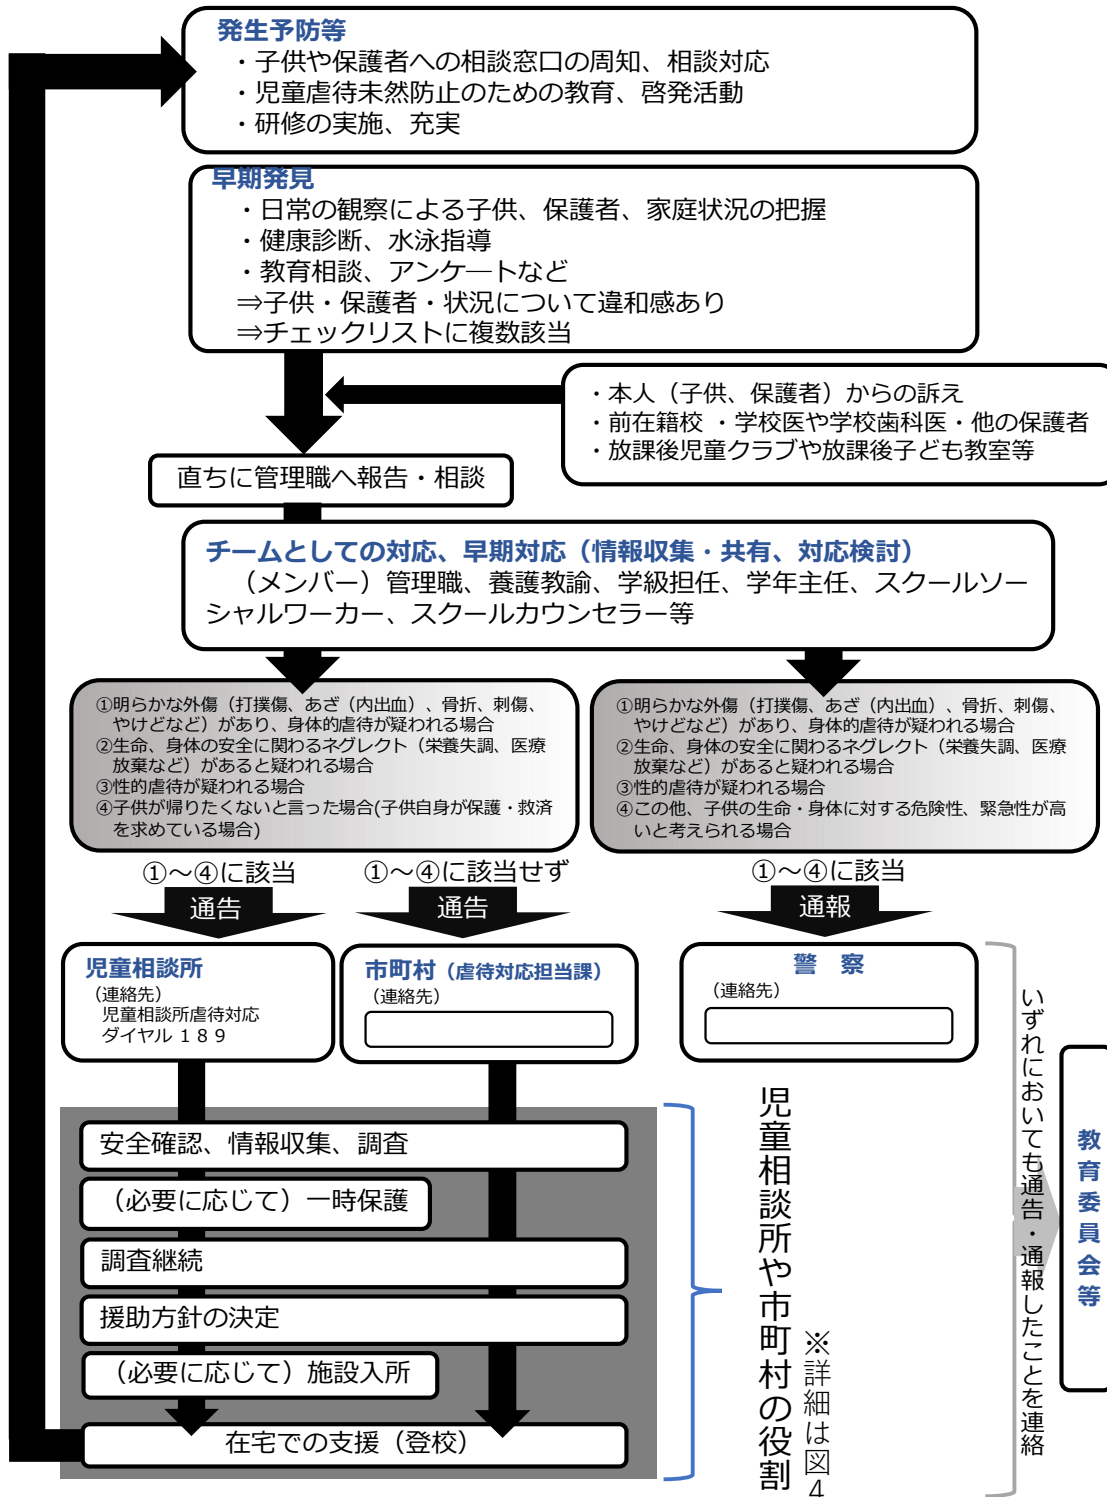 発生予防等
・子供や保護者への相談窓口の周知、相談対応
・児童虐待未然防止のための教育、啓発活動
・研修の実施、充実
早期発見
・日常の観察による子供、保護者、家庭状況の把握
・健康診断、水泳指導
・教育相談、アンケ―トなど
⇒子供・保護者・状況について違和感あり
⇒チェックリストに複数該当
・本人（子供、保護者）からの訴え
・前在籍校 ・学校医や学校歯科医・他の保護者
・放課後児童クラブや放課後子ども教室等
直ちに管理職へ報告・相談
チームとしての対応、早期対応（情報収集・共有、対応検討）
（メンバー）管理職、養護教諭、学級担任、学年主任、スクールソー
シャルワーカー、スクールカウンセラー等
①明らかな外傷（打撲傷、あざ（内出血）、骨折、刺傷、
やけどなど）があり、身体的虐待が疑われる場合
②生命、身体の安全に関わるネグレクト（栄養失調、医療
放棄など）があると疑われる場合
③性的虐待が疑われる場合
④子供が帰りたくないと言った場合(子供自身が保護・救済
を求めている場合)
①明らかな外傷（打撲傷、あざ（内出血）、骨折、刺傷、
やけどなど）があり、身体的虐待が疑われる場合
②生命、身体の安全に関わるネグレクト（栄養失調、医療
放棄など）があると疑われる場合
③性的虐待が疑われる場合
④この他、子供の生命・身体に対する危険性、緊急性が高
いと考えられる場合
①～④に該当
①～④に該当せず
①～④に該当
通告
通告
通報
児童相談所
（連絡先）
児童相談所虐待対応
ダイヤル １８９
市町村（虐待対応担当課）
（連絡先）
警　察
（連絡先）
安全確認、情報収集、調査
（必要に応じて）一時保護
調査継続
援助方針の決定
（必要に応じて）施設入所
在宅での支援（登校）
児童相談所や市町村の役割
※詳細は図４
いずれにおいても通告・通報したことを連絡
教育委員会等